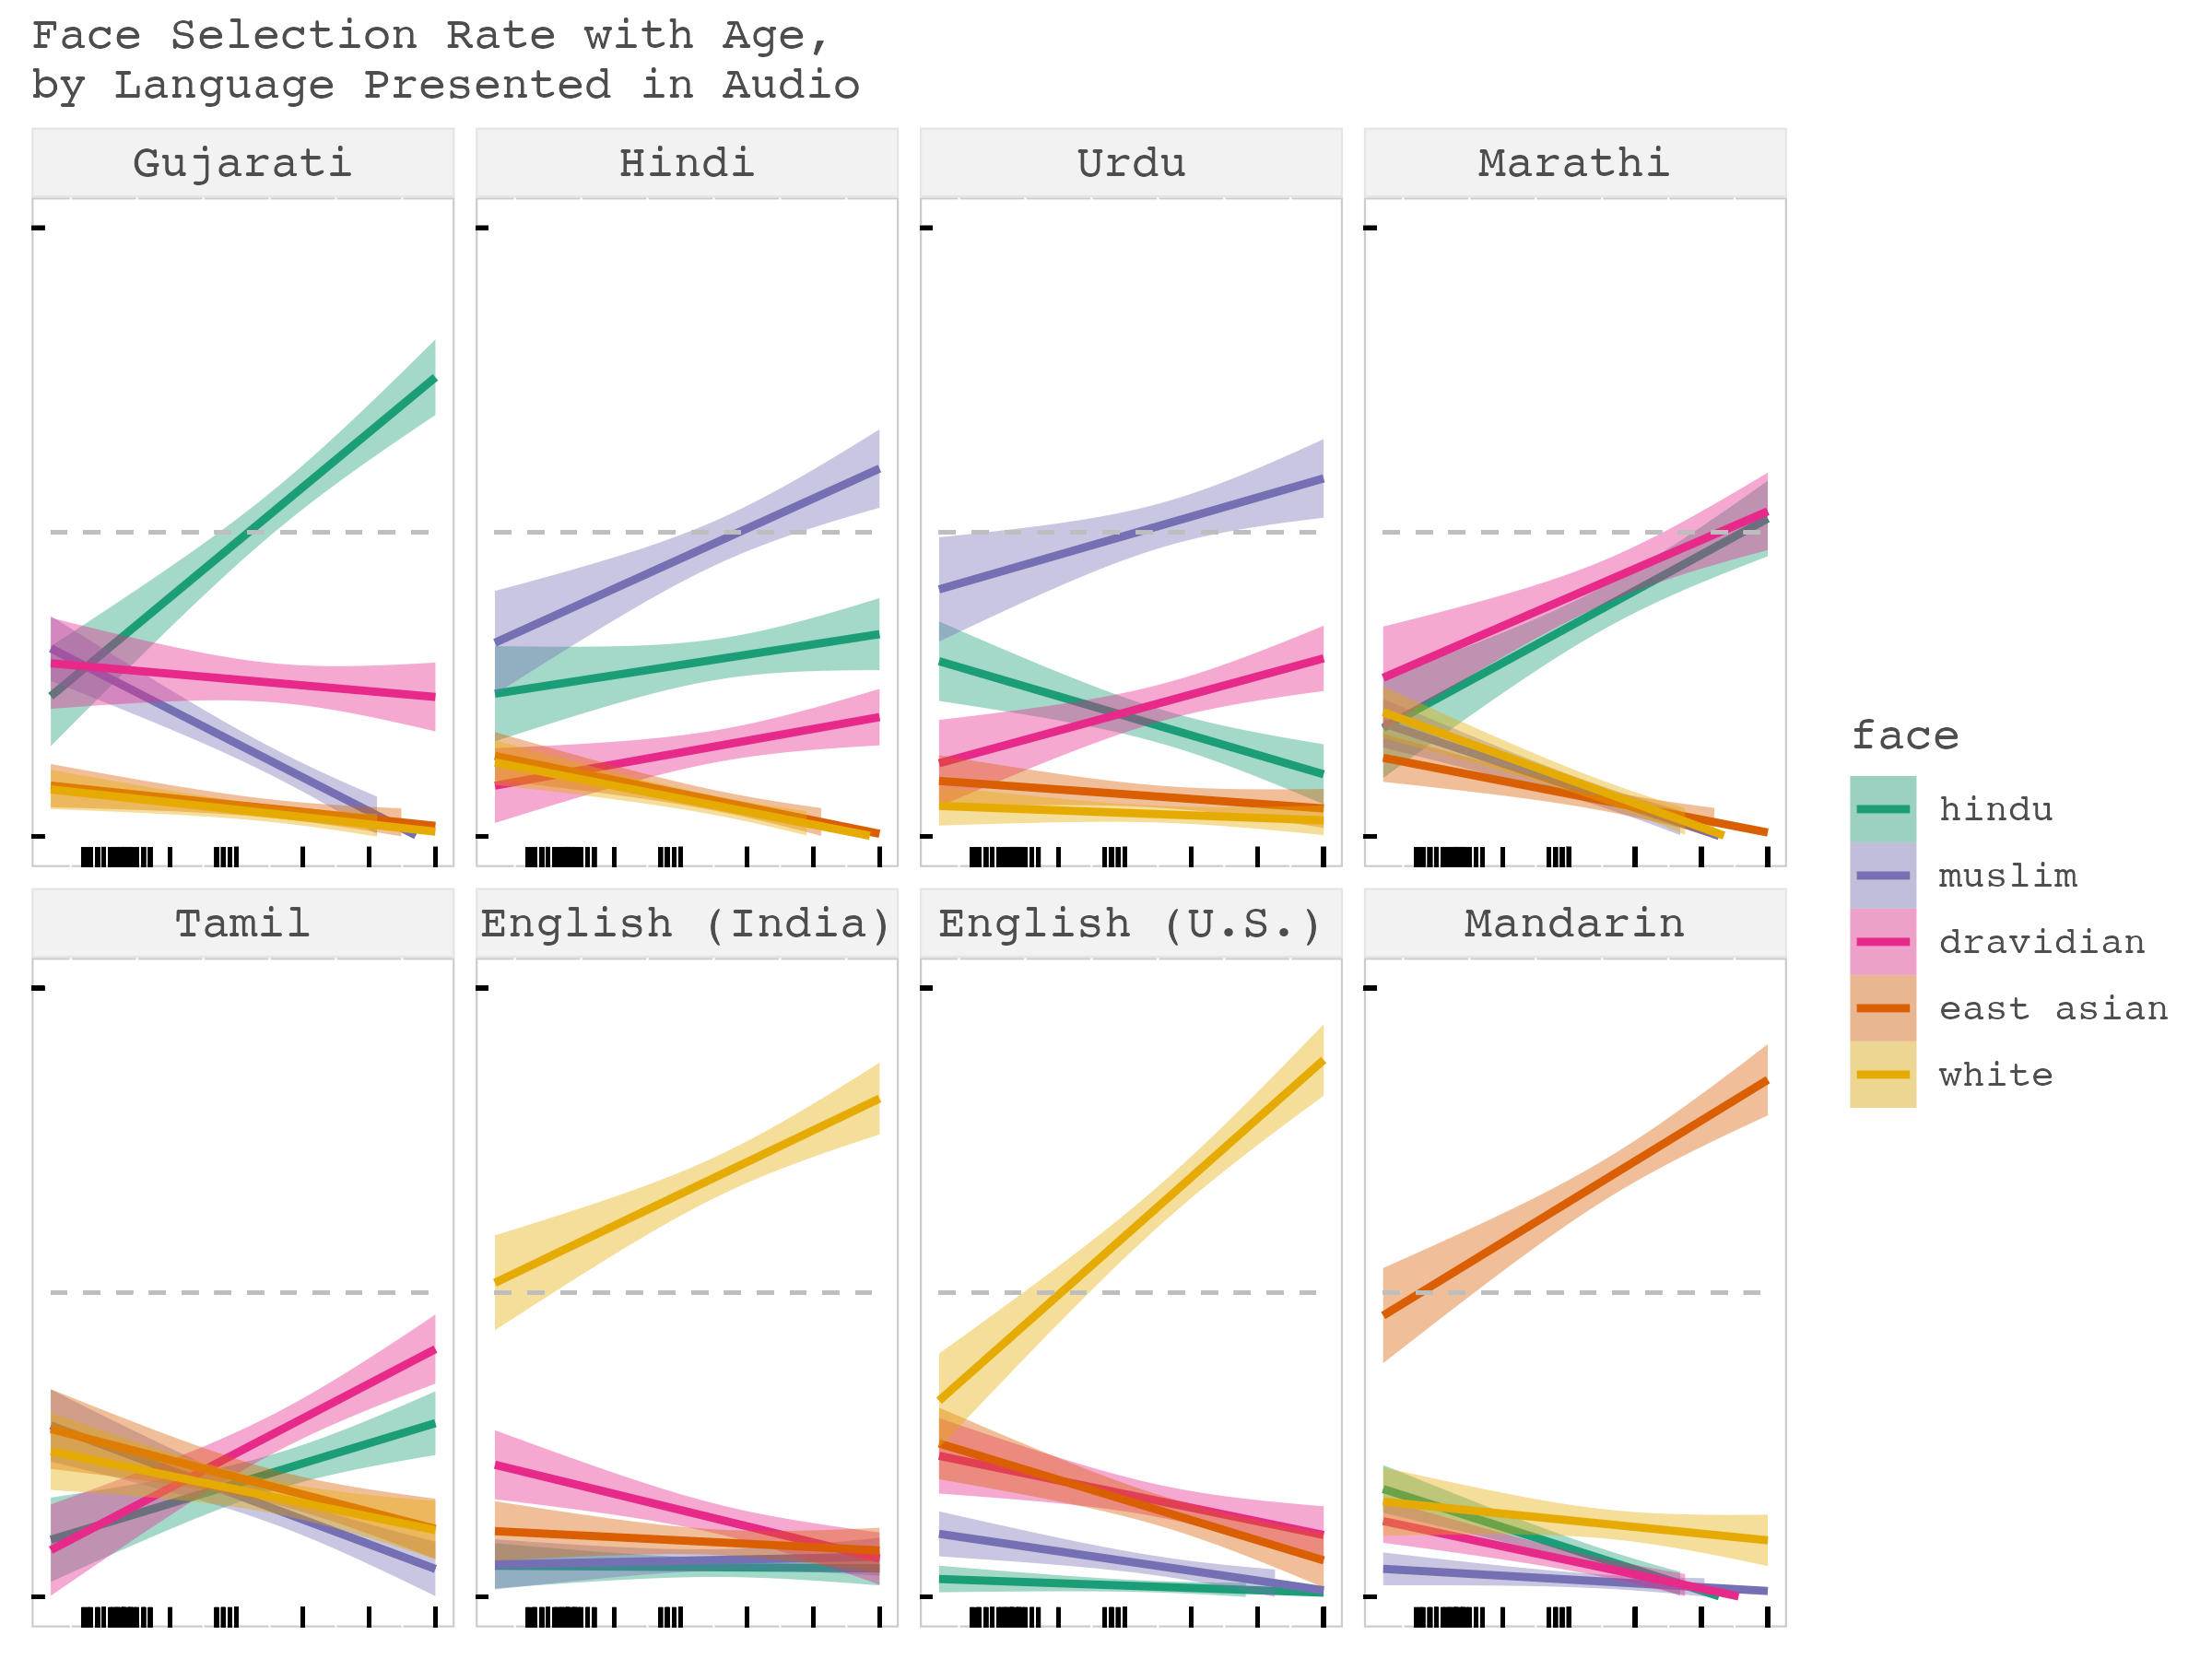 Face Selection Rate with Age,
by Language Presented in Audio
Gujarati
Hindi
Urdu
Marathi
Tamil
English (India)
English (U.S.)
Mandarin
face
hindu
muslim
dravidian
east asian
white